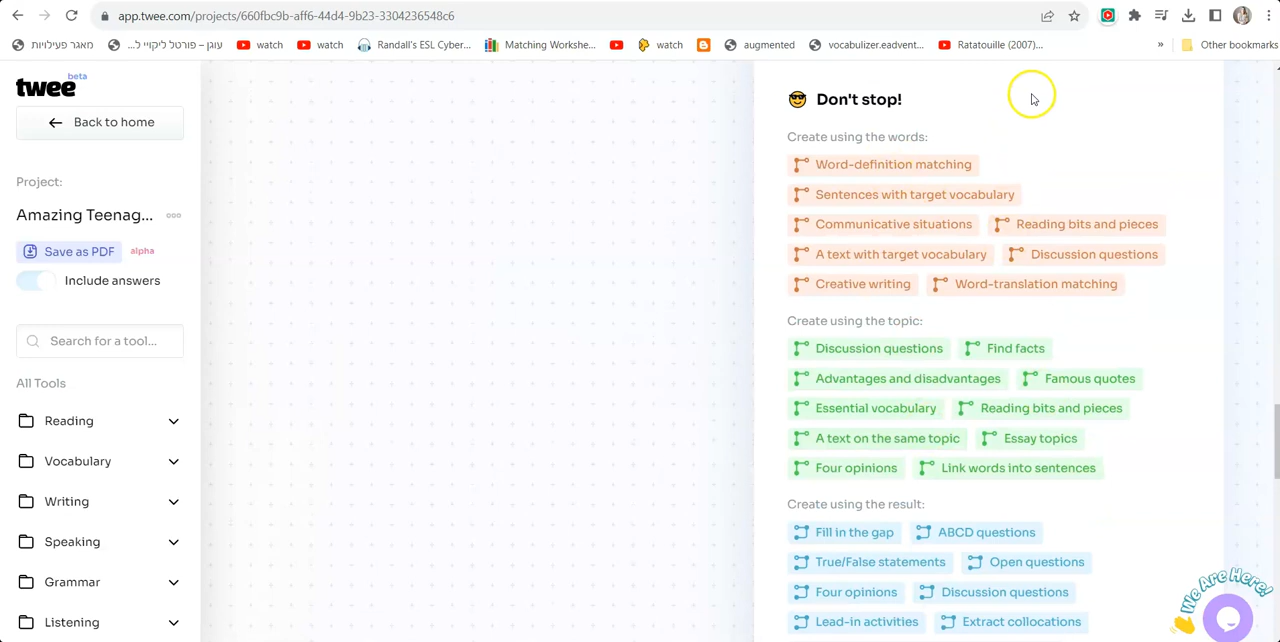 app.twee.com/projects/660fbc9b-aff6-44d4-9b23-3304236548c6
מאגר פעילויות
עוגן - פורטל ליקויי ל...
watch
watch
Randall's ESL Cyber...
Matching Workshe...
watch
augmented
vocabulizer.eadvent...
Ratatouille (2007)...
»
Other bookmarks
twee beta
Back to home
Project:
Amazing Teenag...
Save as PDF alpha
Include answers
Search for a tool...
All Tools
Reading
Vocabulary
Writing
Speaking
Grammar
Listening
Don't stop!
Create using the words:
Word-definition matching
Sentences with target vocabulary
Communicative situations Reading bits and pieces
A text with target vocabulary Discussion questions
Creative writing Word-translation matching
Create using the topic:
Discussion questions Find facts
Advantages and disadvantages Famous quotes
Essential vocabulary Reading bits and pieces
A text on the same topic Essay topics
Four opinions Link words into sentences
Create using the result:
Fill in the gap ABCD questions
True/False statements Open questions
Four opinions Discussion questions
Lead-in activities Extract collocations
We Are Here!